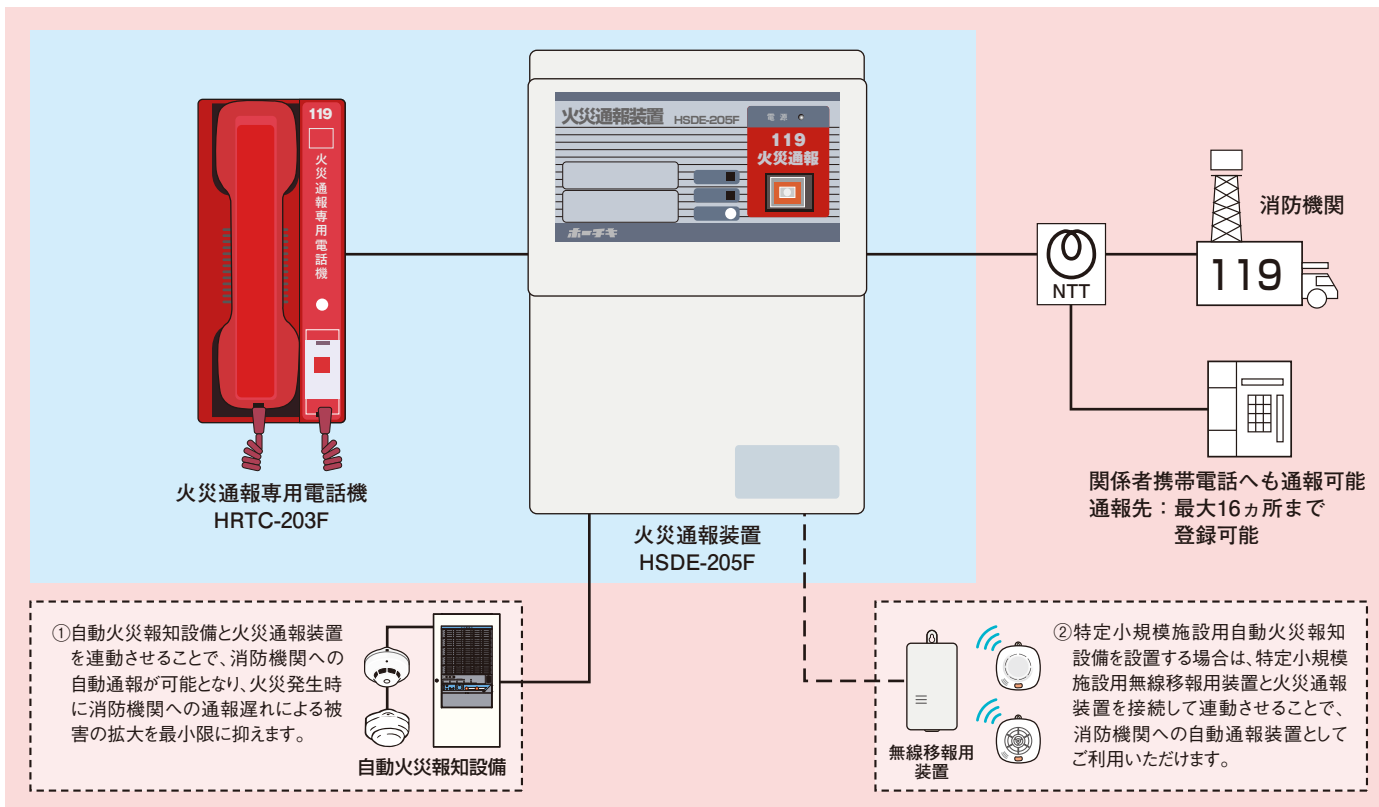 119
火災通報専用電話機
火災通報専用電話機
HRTC-203F
火災通報装置 HSDE-205F
電源
119
火災通報
ホーチキ
火災通報装置
HSDE-205F
NTT
消防機関
119
関係者携帯電話へも通報可能
通報先：最大16ヵ所まで
登録可能
①自動火災報知設備と火災通報装置
を連動させることで、消防機関への
自動通報が可能となり、火災発生時
に消防機関への通報遅れによる被
害の拡大を最小限に抑えます。
自動火災報知設備
無線移報用
装置
②特定小規模施設用自動火災報知
設備を設置する場合は、特定小規模
施設用無線移報用装置と火災通報
装置を接続して連動させることで、
消防機関への自動通報装置として
ご利用いただけます。